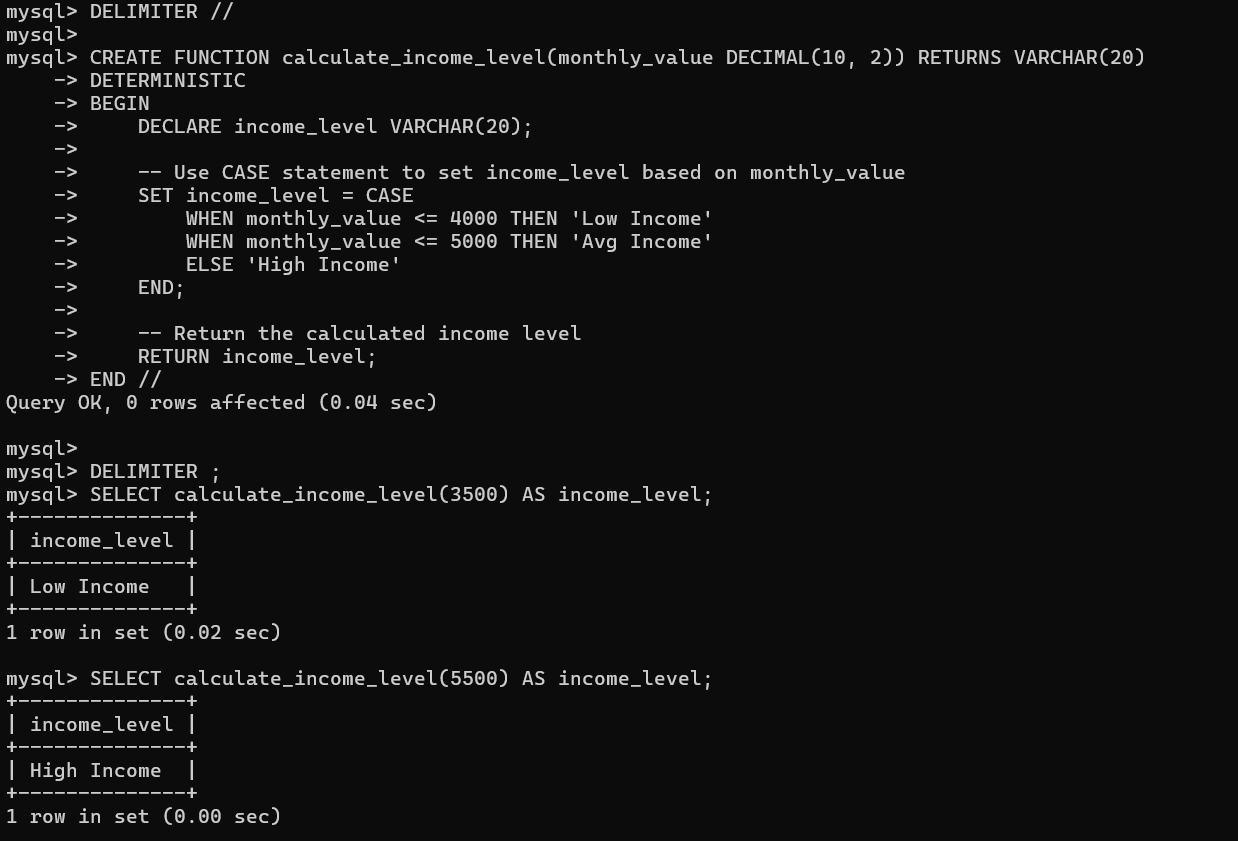 mysql> DELIMITER //
mysql>
mysql> CREATE FUNCTION calculate_income_level(monthly_value DECIMAL(10, 2)) RETURNS VARCHAR(20)
    -> DETERMINISTIC
    -> BEGIN
    ->     DECLARE income_level VARCHAR(20);
    ->
    ->     -- Use CASE statement to set income_level based on monthly_value
    ->     SET income_level = CASE
    ->         WHEN monthly_value <= 4000 THEN 'Low Income'
    ->         WHEN monthly_value <= 5000 THEN 'Avg Income'
    ->         ELSE 'High Income'
    ->     END;
    ->
    ->     -- Return the calculated income level
    ->     RETURN income_level;
    -> END //
Query OK, 0 rows affected (0.04 sec)

mysql>
mysql> DELIMITER ;
mysql> SELECT calculate_income_level(3500) AS income_level;
+--------------+
| income_level |
+--------------+
| Low Income   |
+--------------+
1 row in set (0.02 sec)

mysql> SELECT calculate_income_level(5500) AS income_level;
+--------------+
| income_level |
+--------------+
| High Income  |
+--------------+
1 row in set (0.00 sec)